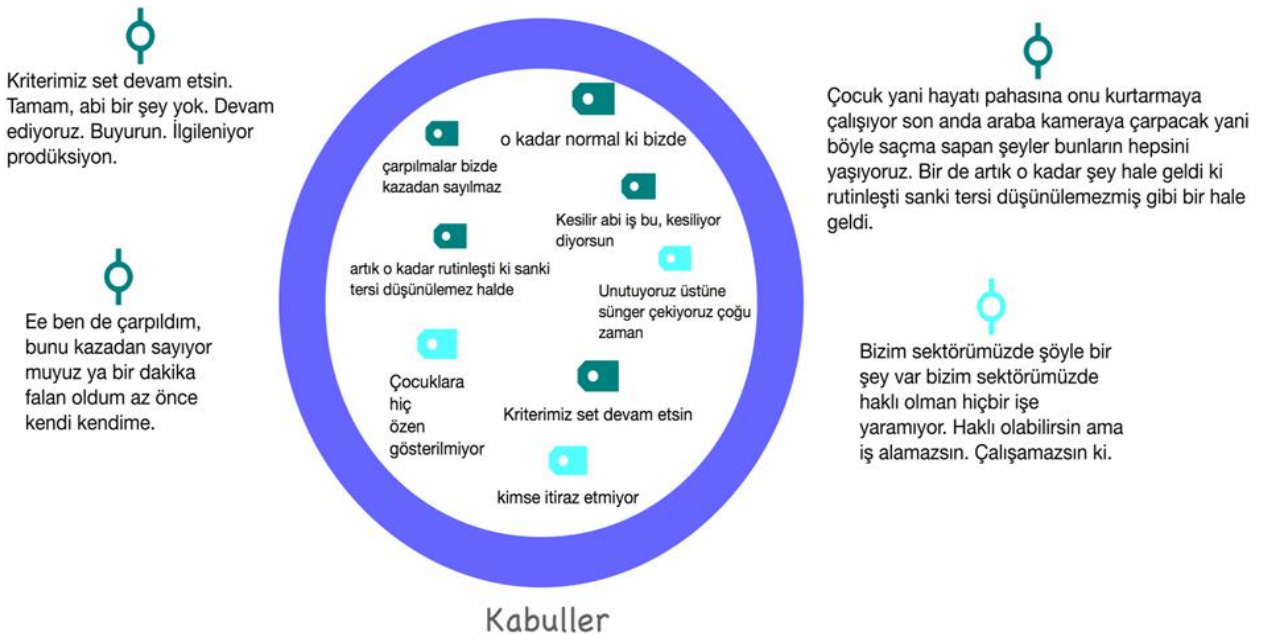 Kriterimiz set devam etsin.
Tamam, abi bir şey yok. Devam
ediyoruz. Buyurun. İlgileniyor
prodüksiyon.
Ee ben de çarpıldım,
bunu kazadan sayıyor
muyuz ya bir dakika
falan oldum az önce
kendi kendime.
o kadar normal ki bizde
çarpılmalar bizde
kazadan sayılmaz
Kesilir abi iş bu, kesiliyor
diyorsun
artık o kadar rutinleşti ki sanki
tersi düşünülemez halde
Unutuyoruz üstüne
sünger çekiyoruz çoğu
zaman
Çocuklara
hiç
özen
gösterilmiyor
Kriterimiz set devam etsin
kimse itiraz etmiyor
Kabuller
Çocuk yani hayatı pahasına onu kurtarmaya
çalışıyor son anda araba kameraya çarpacak yani
böyle saçma sapan şeyler bunların hepsini
yaşıyoruz. Bir de artık o kadar şey hale geldi ki
rutinleşti sanki tersi düşünülemezmiş gibi bir hale
geldi.
Bizim sektörümüzde şöyle bir
şey var bizim sektörümüzde
haklı olman hiçbir işe
yaramıyor. Haklı olabilirsin ama
iş alamazsın. Çalışamazsın ki.